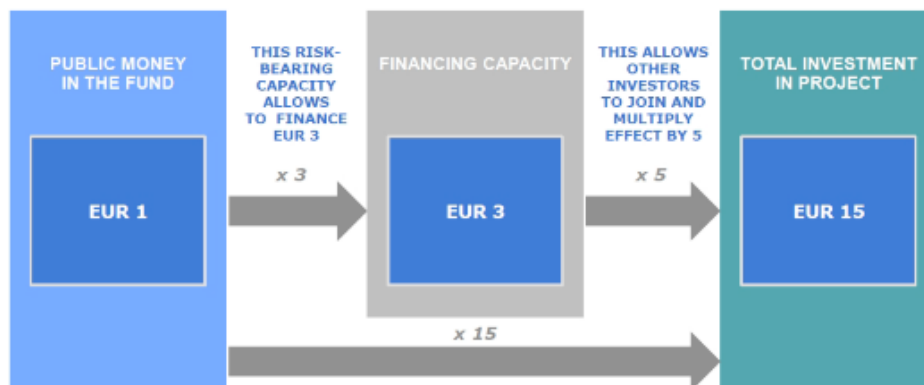 PUBLIC MONEY
IN THE FUND
EUR 1
THIS RISK-
BEARING
CAPACITY
ALLOWS
TO FINANCE
EUR 3
x 3
FINANCING CAPACITY
EUR 3
THIS ALLOWS
OTHER
INVESTORS
TO JOIN AND
MULTIPLY
EFFECT BY 5
x 5
TOTAL INVESTMENT
IN PROJECT
EUR 15
x 15